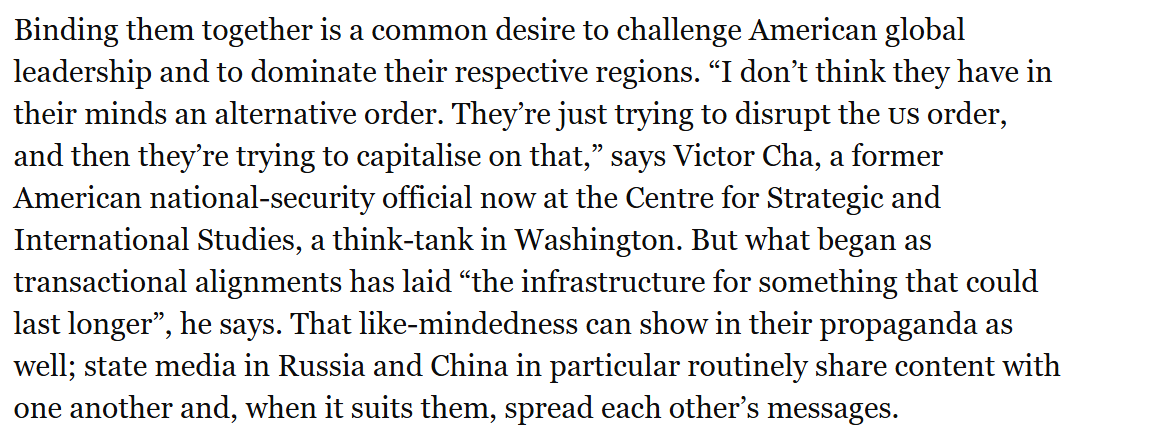 Binding them together is a common desire to challenge American global
leadership and to dominate their respective regions. “I don’t think they have in
their minds an alternative order. They’re just trying to disrupt the US order,
and then they’re trying to capitalise on that,” says Victor Cha, a former
American national-security official now at the Centre for Strategic and
International Studies, a think-tank in Washington. But what began as
transactional alignments has laid “the infrastructure for something that could
last longer”, he says. That like-mindedness can show in their propaganda as
well; state media in Russia and China in particular routinely share content with
one another and, when it suits them, spread each other’s messages.